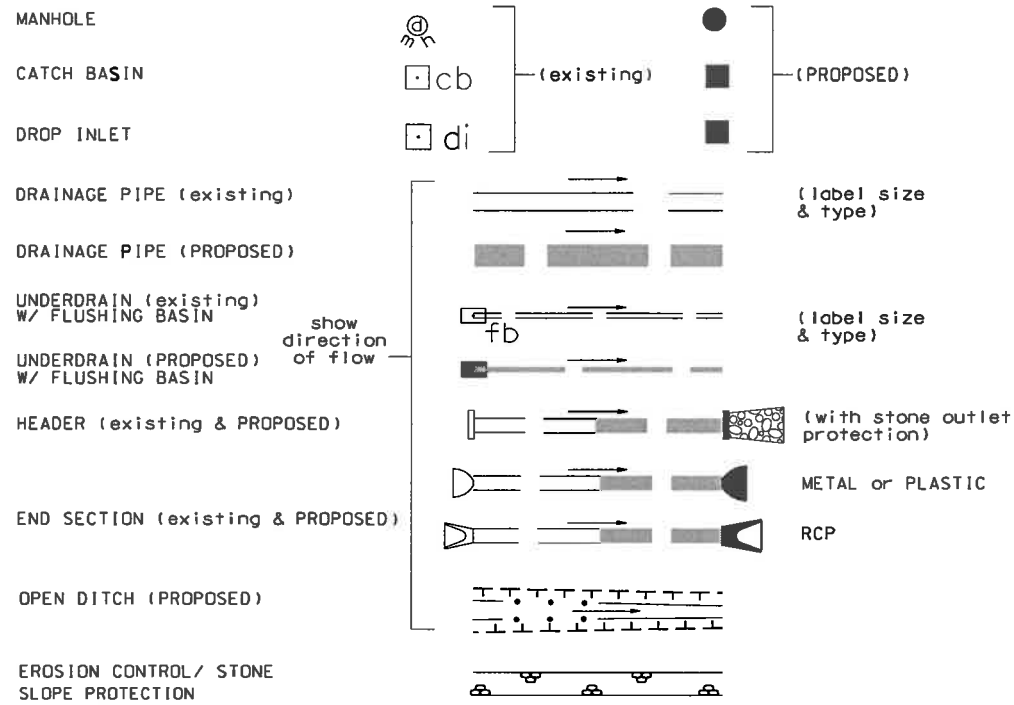 MANHOLE
d
mh
CATCH BASIN
cb
(existing)
(PROPOSED)
DROP INLET
di
DRAINAGE PIPE (existing)
(label size
& type)
DRAINAGE PIPE (PROPOSED)
UNDERDRAIN (existing)
W/ FLUSHING BASIN
fb
(label size
& type)
show
direction
of flow
UNDERDRAIN (PROPOSED)
W/ FLUSHING BASIN
HEADER (existing & PROPOSED)
(with stone outlet
protection)
METAL or PLASTIC
END SECTION (existing & PROPOSED)
RCP
OPEN DITCH (PROPOSED)
EROSION CONTROL/ STONE
SLOPE PROTECTION